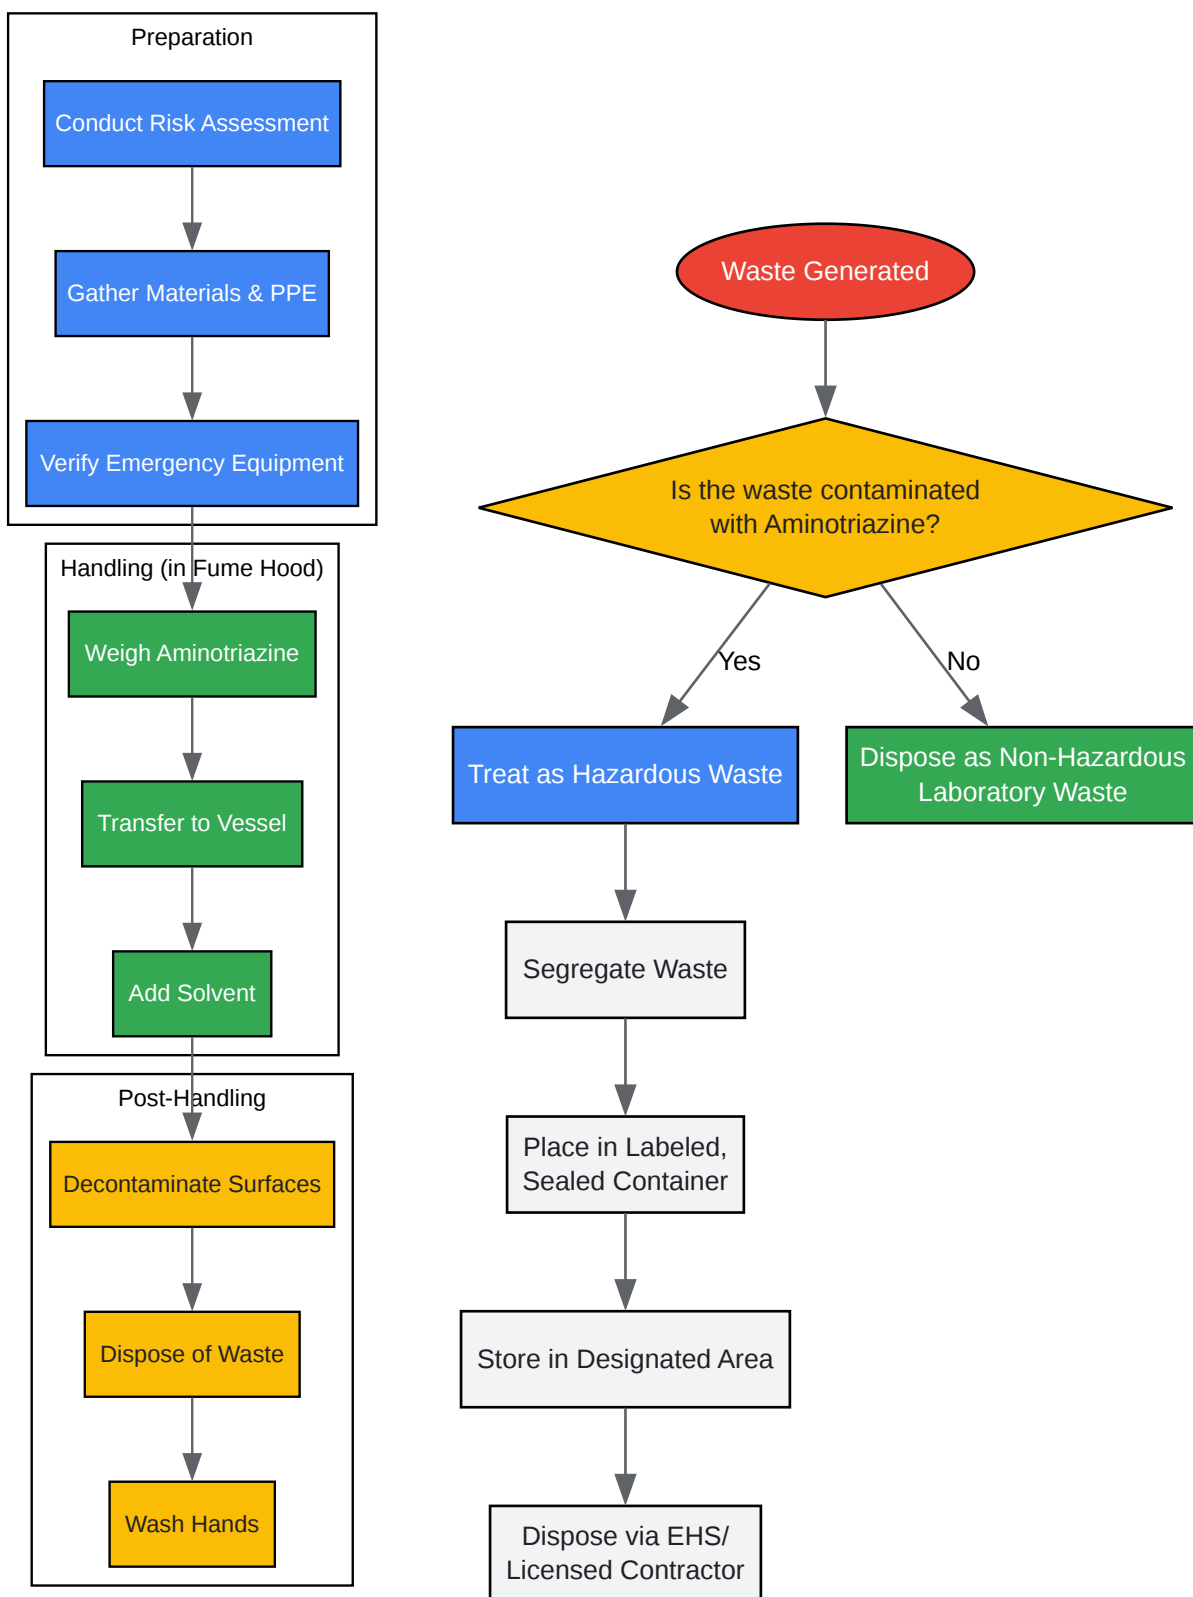 Preparation
Conduct Risk Assessment
Gather Materials & PPE
Verify Emergency Equipment
Handling (in Fume Hood)
Weigh Aminotriazine
Transfer to Vessel
Add Solvent
Post-Handling
Decontaminate Surfaces
Dispose of Waste
Wash Hands
Waste Generated
Is the waste contaminated
with Aminotriazine?
Yes
No
Treat as Hazardous Waste
Dispose as Non-Hazardous
Laboratory Waste
Segregate Waste
Place in Labeled,
Sealed Container
Store in Designated Area
Dispose via EHS/
Licensed Contractor